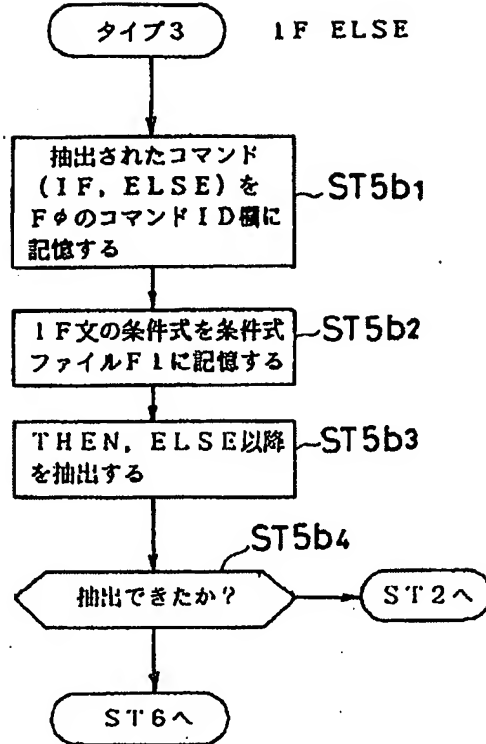 タイプ3
IF ELSE
抽出されたコマンド
(IF, ELSE)を
FφのコマンドID欄に
記憶する
ST5b1
IF文の条件式を条件式
ファイルF1に記憶する
ST5b2
THEN, ELSE以降
を抽出する
ST5b3
ST5b4
抽出できたか?
ST2へ
ST6へ